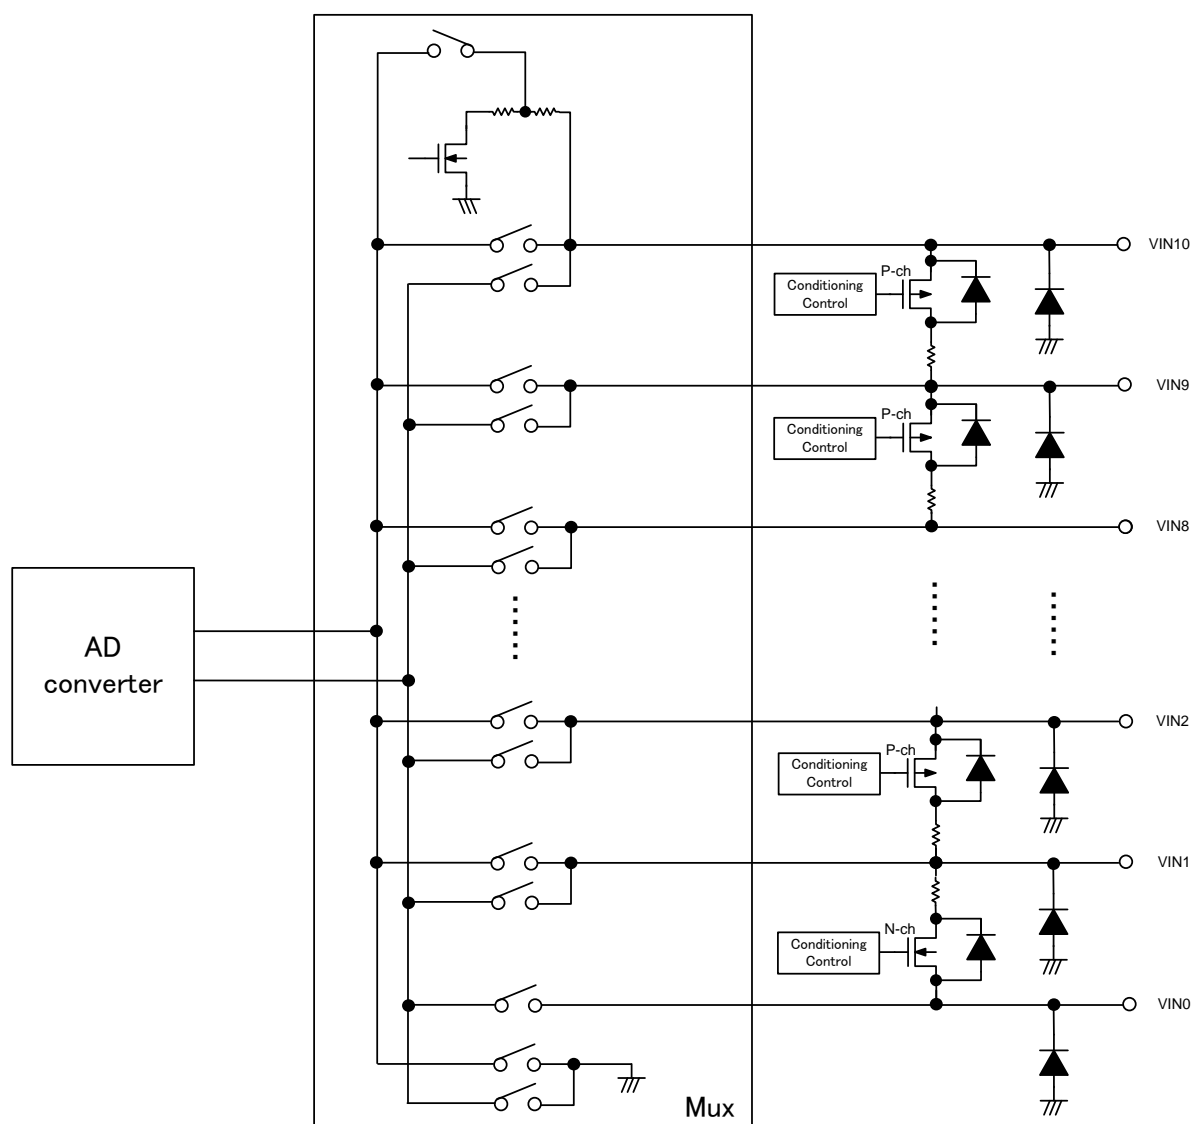 VIN10
P-ch
Conditioning
Control
VIN9
P-ch
Conditioning
Control
VIN8
AD
converter
VIN2
P-ch
Conditioning
Control
VIN1
N-ch
Conditioning
Control
VIN0
Mux